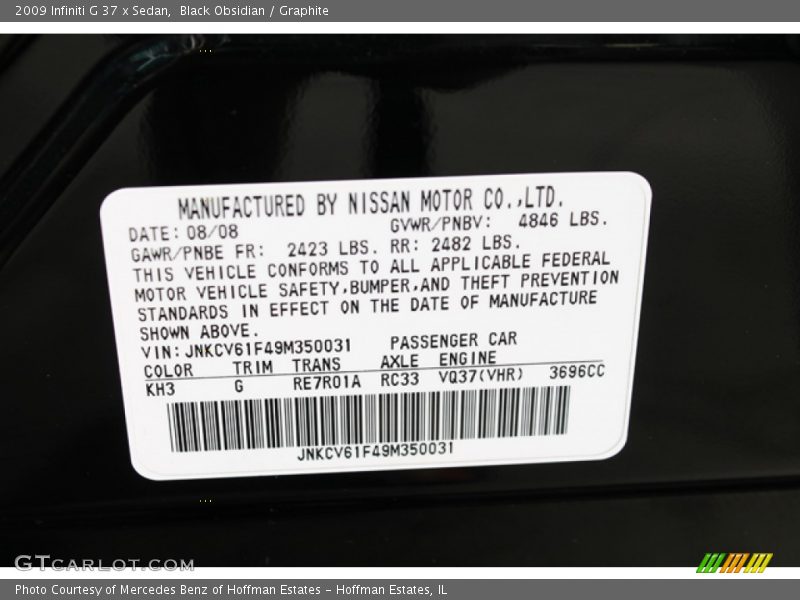 2009 Infiniti G 37 x Sedan,  Black Obsidian / Graphite
MANUFACTURED BY NISSAN MOTOR CO.,LTD.
DATE: 08/08 GVWR/PNBV: 4846 LBS.
GAWR/PNBE FR: 2423 LBS. RR: 2482 LBS.
THIS VEHICLE CONFORMS TO ALL APPLICABLE FEDERAL
MOTOR VEHICLE SAFETY,BUMPER,AND THEFT PREVENTION
STANDARDS IN EFFECT ON THE DATE OF MANUFACTURE
SHOWN ABOVE.
VIN: JNKCV61F49M350031 PASSENGER CAR
COLOR TRIM TRANS AXLE ENGINE
KH3 G RE7R01A RC33 VQ37(VHR) 3696CC
JNKCV61F49M350031
GTCARLOT.COM
Photo Courtesy of Mercedes Benz of Hoffman Estates – Hoffman Estates, IL